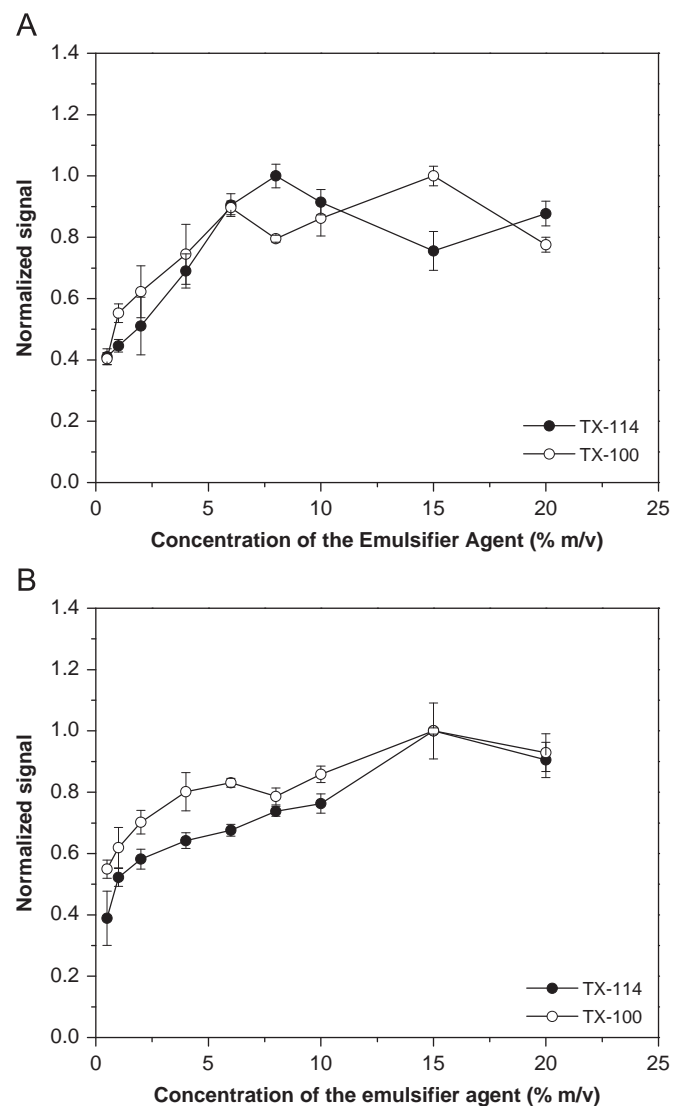 A
1.4
1.2
1.0
0.8
0.6
0.4
0.2
0.0
Normalized signal
TX-114
TX-100
0 5 10 15 20 25
Concentration of the Emulsifier Agent (% m/v)
B
1.4
1.2
1.0
0.8
0.6
0.4
0.2
0.0
Normalized signal
TX-114
TX-100
0 5 10 15 20 25
Concentration of the emulsifier agent (% m/v)